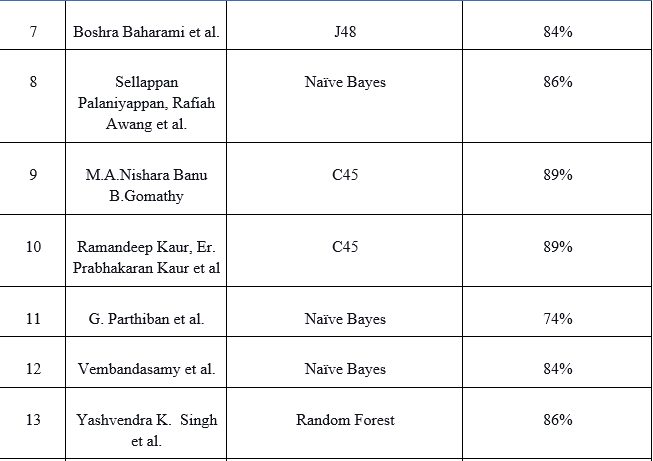 7 Boshra Baharami et al. J48 84%
8 Sellappan Naïve Bayes 86%
Palaniyappan, Rafiah
Awang et al.
9 M.A.Nishara Banu C45 89%
B.Gomathy
10 Ramandeep Kaur, Er. C45 89%
Prabhakaran Kaur et al
11 G. Parthiban et al. Naïve Bayes 74%
12 Vembandasamy et al. Naïve Bayes 84%
13 Yashvendra K. Singh Random Forest 86%
et al.